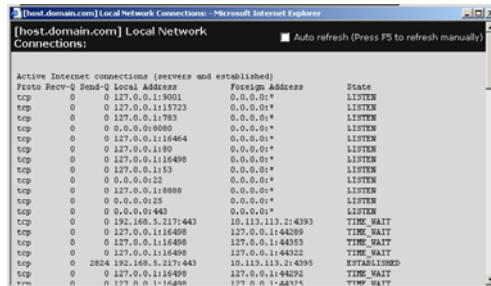 [host.domain.com] Local Network Connections: - Microsoft Internet Explorer
[host.domain.com] Local Network Connections:
Auto refresh (Press F5 to refresh manually)
Active Internet connections (servers and established)
Proto Recv-Q Send-Q Local Address Foreign Address State
tcp 0 0 127.0.0.1:9001 0.0.0.0:* LISTEN
tcp 0 0 127.0.0.1:15723 0.0.0.0:* LISTEN
tcp 0 0 127.0.0.1:783 0.0.0.0:* LISTEN
tcp 0 0 0.0.0.0:8080 0.0.0.0:* LISTEN
tcp 0 0 127.0.0.1:16464 0.0.0.0:* LISTEN
tcp 0 0 127.0.0.1:80 0.0.0.0:* LISTEN
tcp 0 0 127.0.0.1:16498 0.0.0.0:* LISTEN
tcp 0 0 127.0.0.1:53 0.0.0.0:* LISTEN
tcp 0 0 0.0.0.0:22 0.0.0.0:* LISTEN
tcp 0 0 127.0.0.1:8888 0.0.0.0:* LISTEN
tcp 0 0 0.0.0.0:25 0.0.0.0:* LISTEN
tcp 0 0 0.0.0.0:443 0.0.0.0:* LISTEN
tcp 0 0 192.168.5.217:443 10.113.113.2:4393 TIME_WAIT
tcp 0 0 127.0.0.1:16498 127.0.0.1:44289 TIME_WAIT
tcp 0 0 127.0.0.1:16498 127.0.0.1:44353 TIME_WAIT
tcp 0 0 127.0.0.1:16498 127.0.0.1:44322 TIME_WAIT
tcp 0 2824 192.168.5.217:443 10.113.113.2:4395 ESTABLISHED
tcp 0 0 127.0.0.1:16498 127.0.0.1:44292 TIME_WAIT
tcp 0 0 127.0.0.1:16498 127.0.0.1:44325 TIME_WAIT